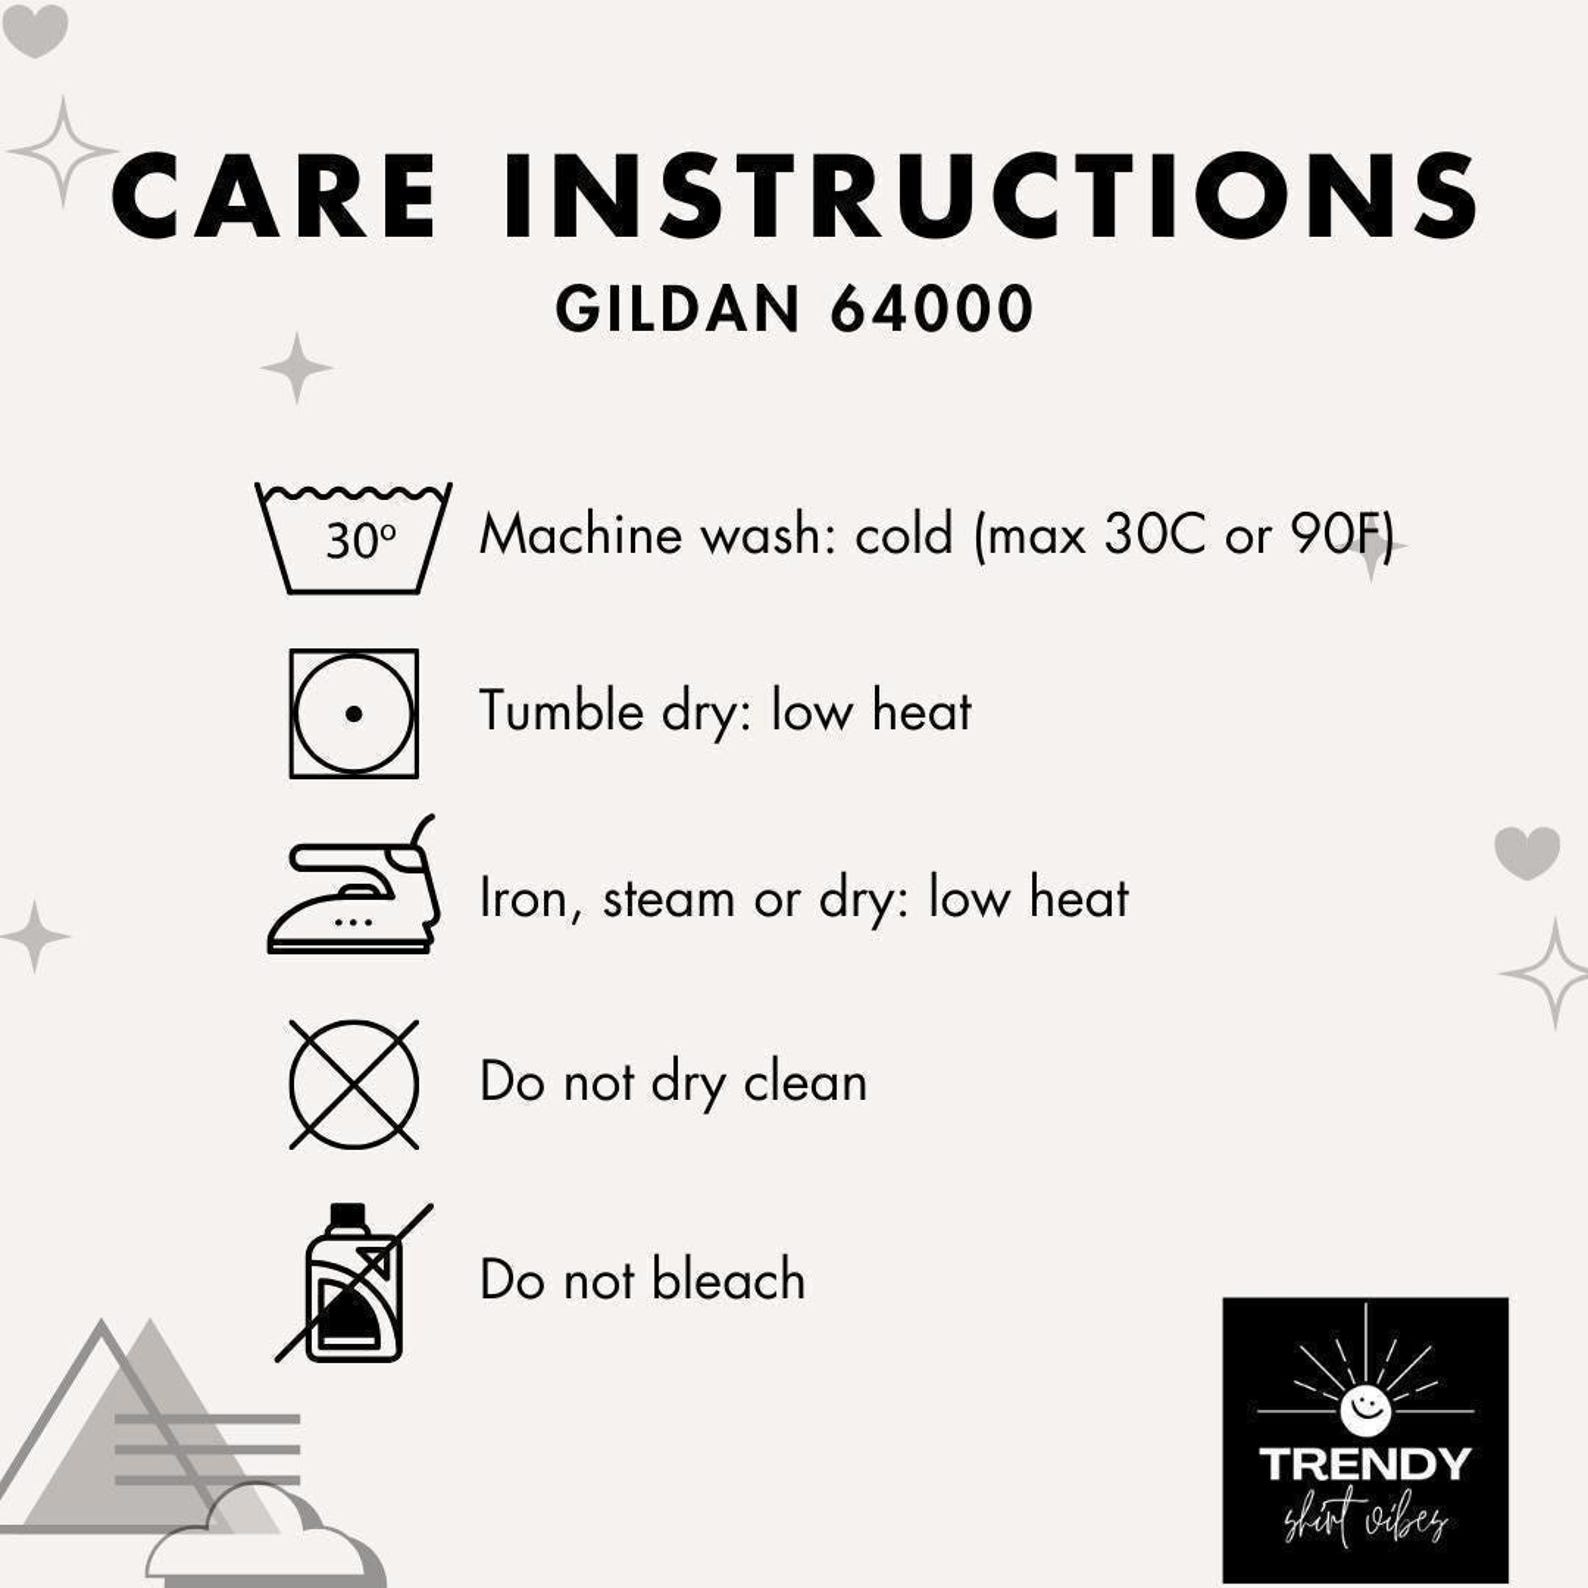 CARE INSTRUCTIONS
GILDAN 64000
30º
Machine wash: cold (max 30C or 90F)
Tumble dry: low heat
Iron, steam or dry: low heat
Do not dry clean
Do not bleach
TRENDY
shirt vibes